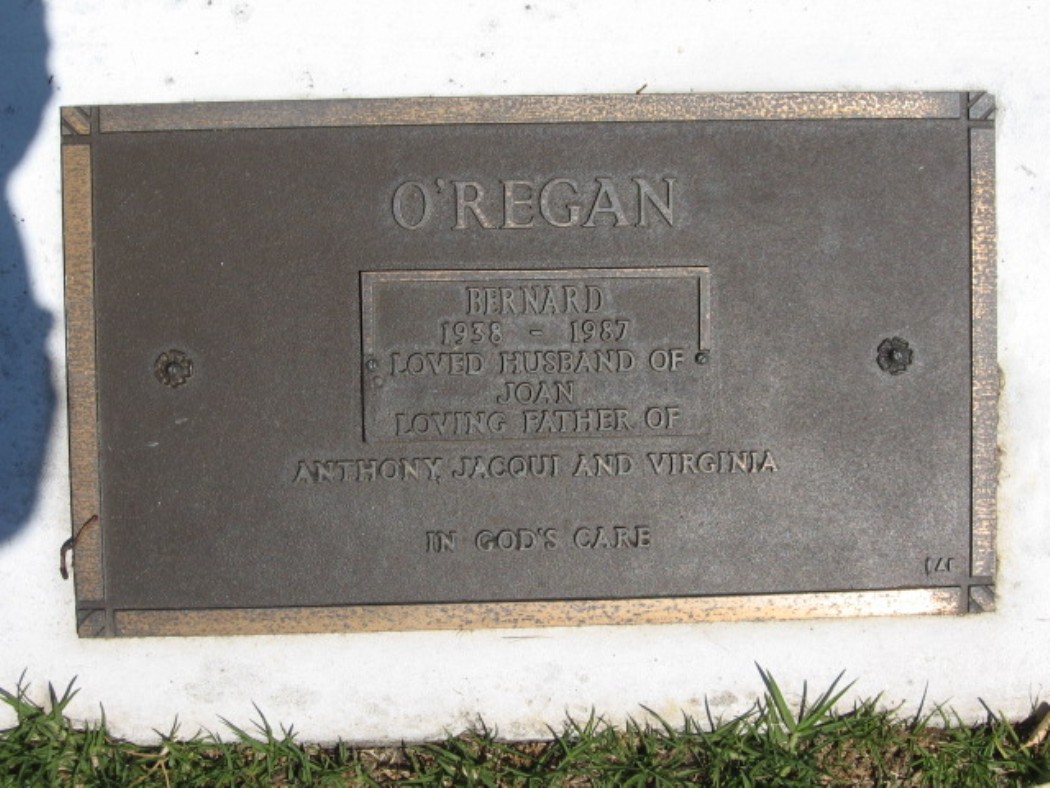 O'REGAN
BERNARD
1938 - 1987
LOVED HUSBAND OF
JOAN
LOVING FATHER OF
ANTHONY, JACQUI AND VIRGINIA
IN GOD'S CARE